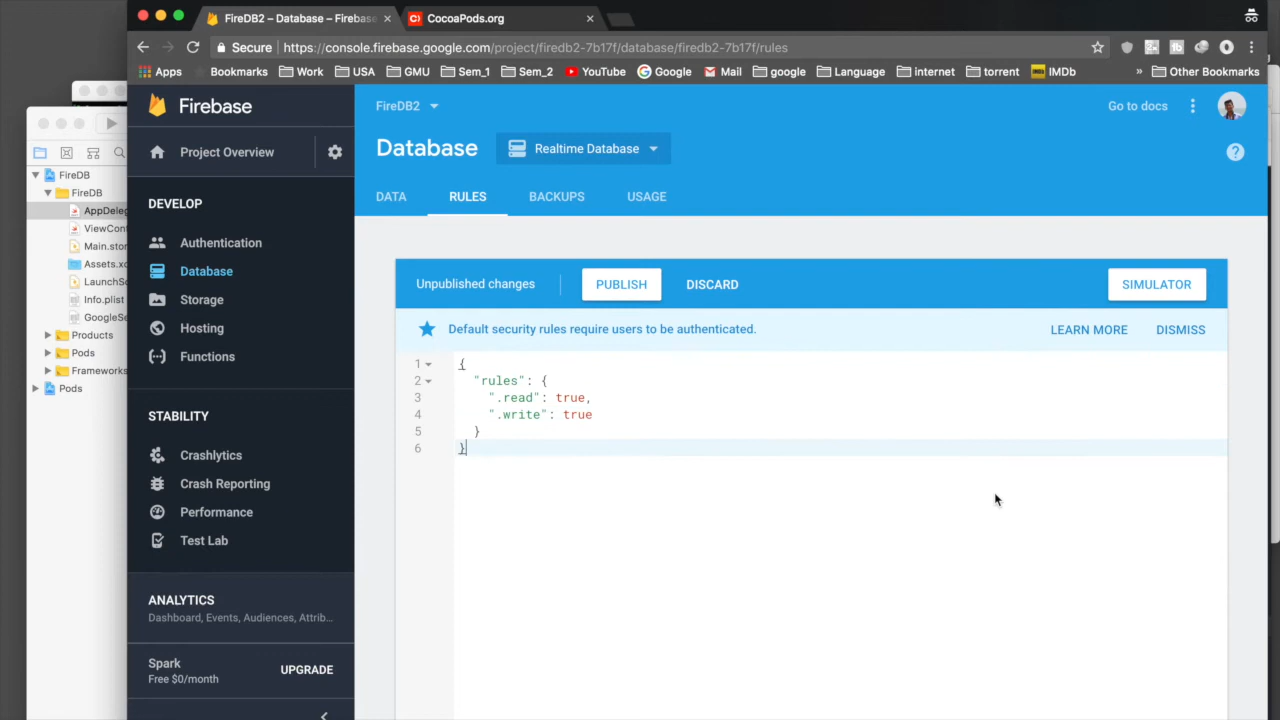 FireDB2 – Database – Firebase
CocoaPods.org
Secure
https://console.firebase.google.com/project/firedb2-7b17f/database/firedb2-7b17f/rules
Apps
Bookmarks
Work
USA
GMU
Sem_1
Sem_2
YouTube
Google
Mail
google
Language
internet
torrent
IMDb
»
Other Bookmarks
FireDB
FireDB
AppDeleg
ViewCont
Main.stor
Assets.xc
LaunchSc
Info.plist
GoogleSe
Products
Pods
Frameworks
Pods
Firebase
Project Overview
DEVELOP
Authentication
Database
Storage
Hosting
Functions
STABILITY
Crashlytics
Crash Reporting
Performance
Test Lab
ANALYTICS
Dashboard, Events, Audiences, Attrib...
Spark
Free $0/month
UPGRADE
FireDB2
Go to docs
Database
Realtime Database
DATA
RULES
BACKUPS
USAGE
Unpublished changes
PUBLISH
DISCARD
SIMULATOR
Default security rules require users to be authenticated.
LEARN MORE
DISMISS
1 {
2 "rules": {
3 ".read": true,
4 ".write": true
5 }
6 }